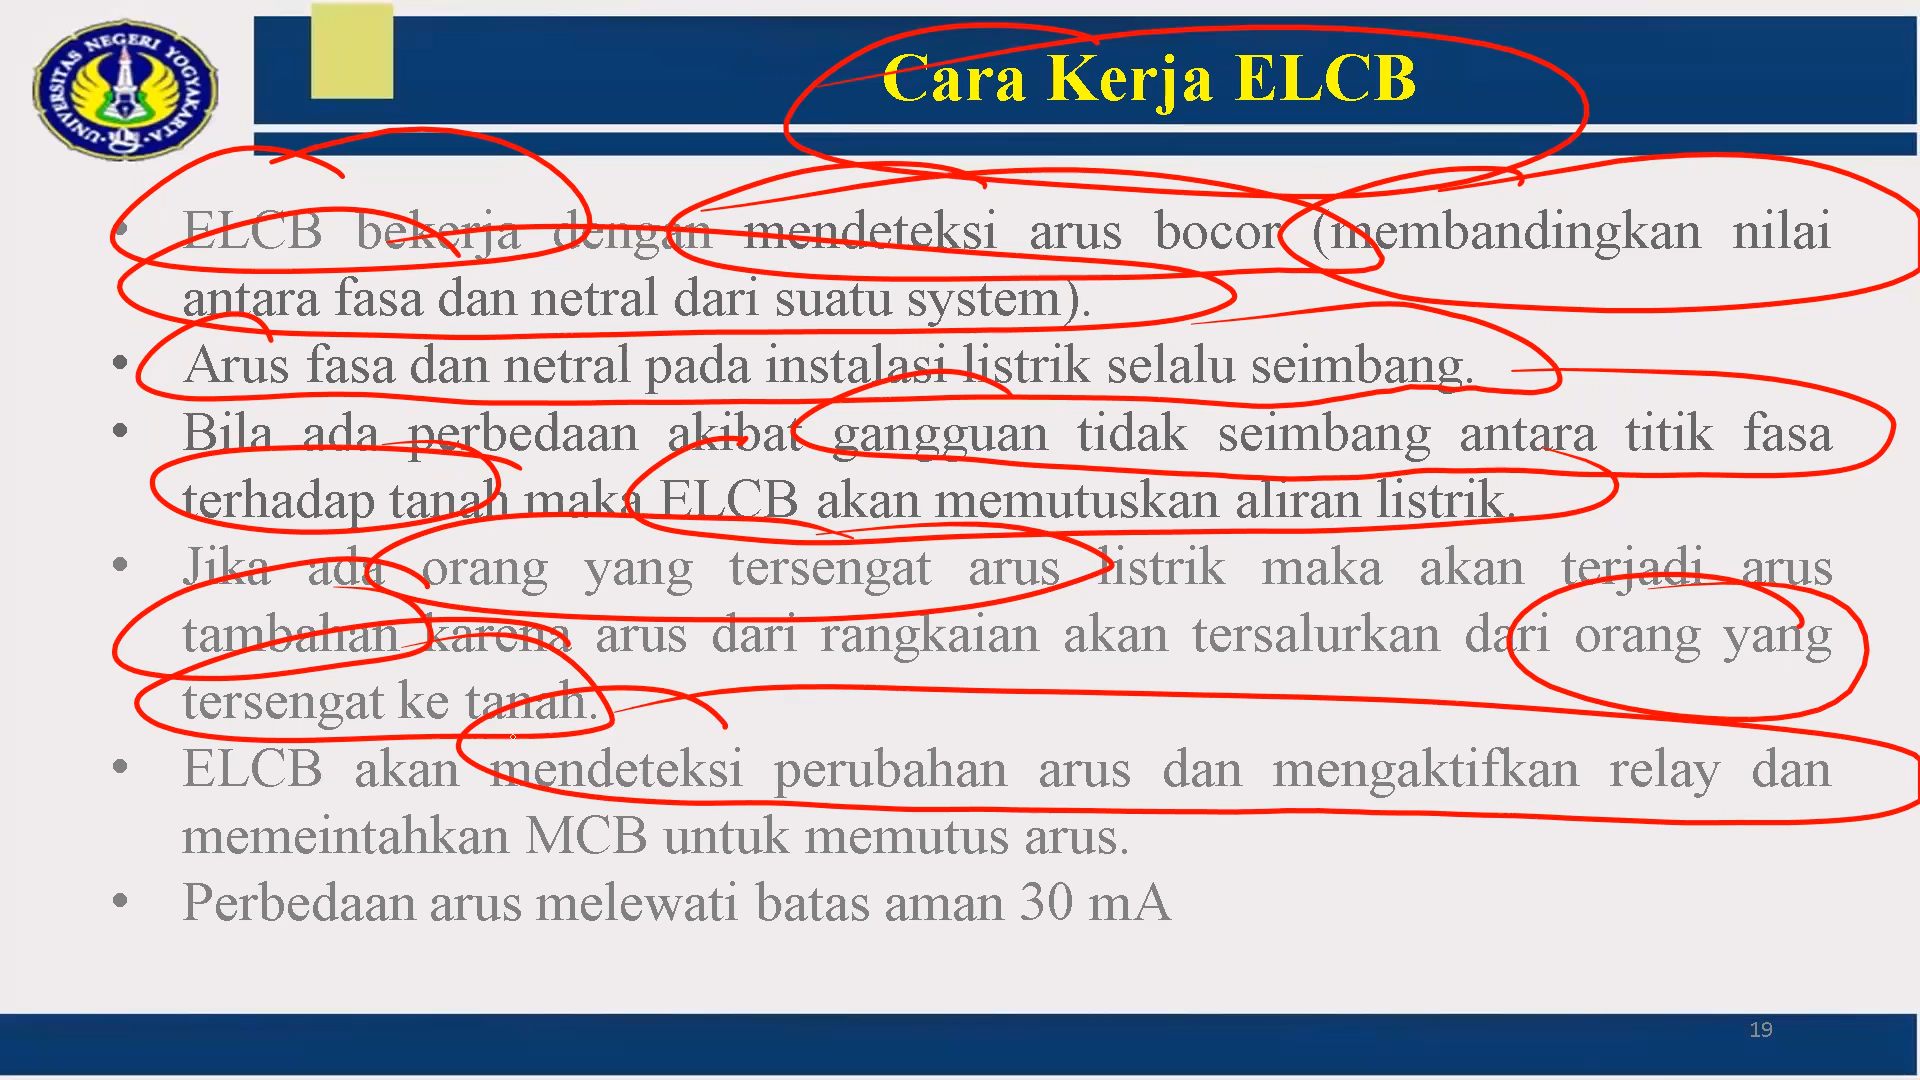 UNIVERSITAS NEGERI YOGYAKARTA
Cara Kerja ELCB
• ELCB bekerja dengan mendeteksi arus bocor (membandingkan nilai
antara fasa dan netral dari suatu system).
• Arus fasa dan netral pada instalasi listrik selalu seimbang.
• Bila ada perbedaan akibat gangguan tidak seimbang antara titik fasa
terhadap tanah maka ELCB akan memutuskan aliran listrik.
• Jika ada orang yang tersengat arus listrik maka akan terjadi arus
tambahan karena arus dari rangkaian akan tersalurkan dari orang yang
tersengat ke tanah.
• ELCB akan mendeteksi perubahan arus dan mengaktifkan relay dan
memeintahkan MCB untuk memutus arus.
• Perbedaan arus melewati batas aman 30 mA
19